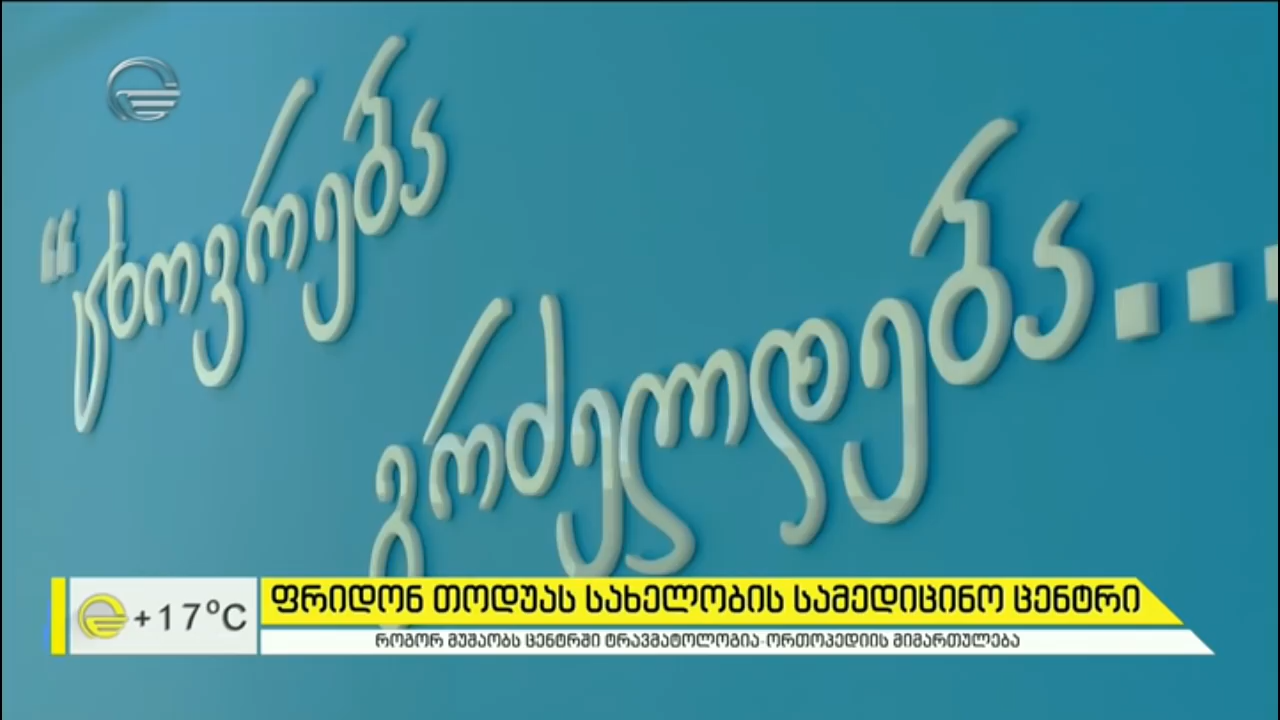 “ცხოვრება
გრძელდება...
+17°C
ფრიდონ თოდუას სახელობის სამედიცინო ცენტრი
როგორ მუშაობს ცენტრში ტრავმატოლოგია-ორთოპედიის მიმართულება